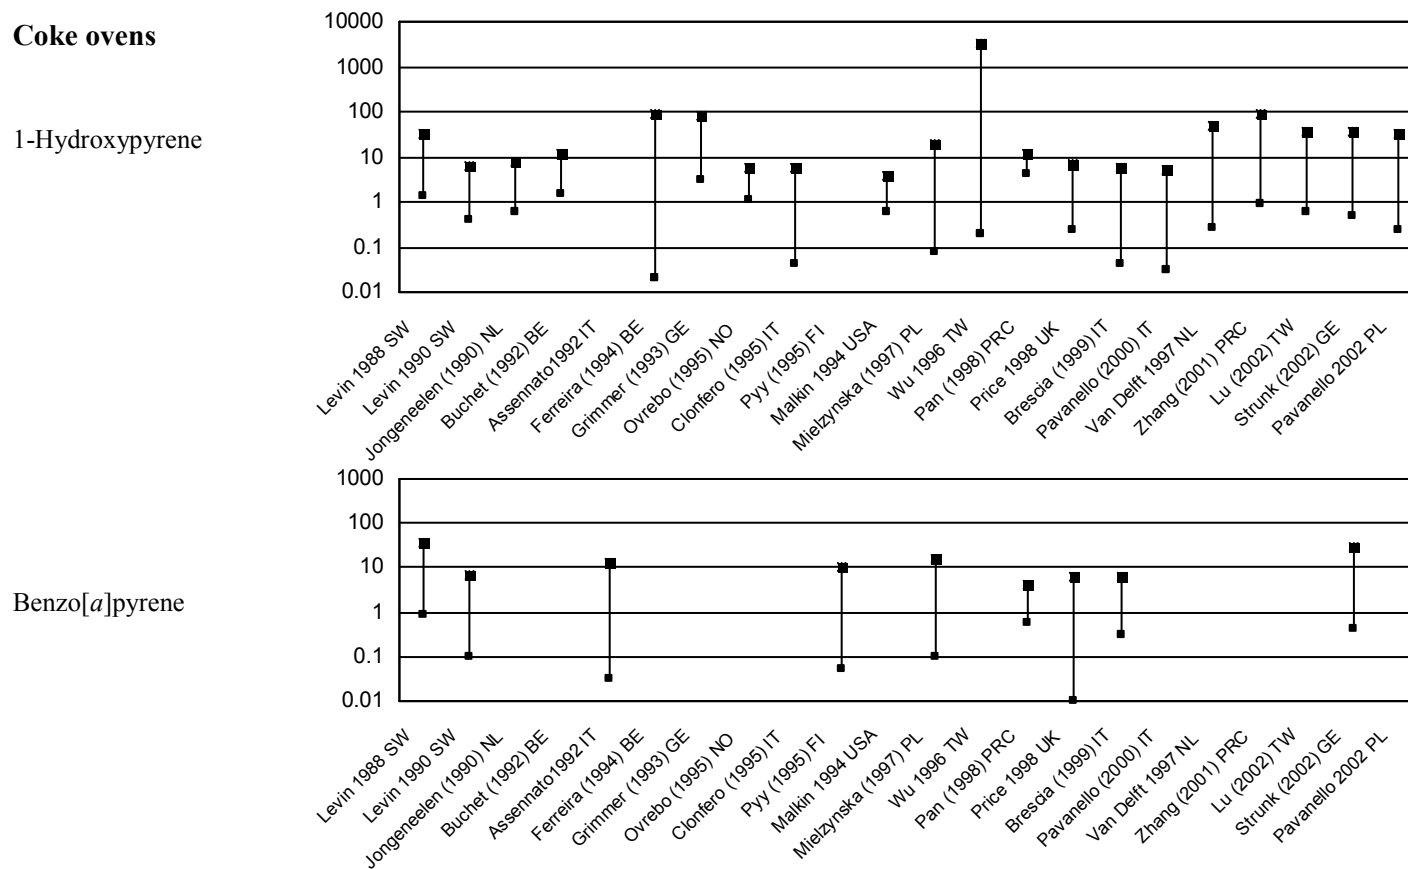 Coke ovens
1-Hydroxypyrene
10000
1000
100
10
1
0.1
0.01
Levin 1988 SW
Levin 1990 SW
Jongeneelen (1990) NL
Buchet (1992) BE
Assennato1992 IT
Ferreira (1994) BE
Grimmer (1993) GE
Ovrebo (1995) NO
Clonfero (1995) IT
Pyy (1995) FI
Malkin 1994 USA
Mielzynska (1997) PL
Wu 1996 TW
Pan (1998) PRC
Price 1998 UK
Brescia (1999) IT
Pavanello (2000) IT
Van Delft 1997 NL
Zhang (2001) PRC
Lu (2002) TW
Strunk (2002) GE
Pavanello 2002 PL
Benzo[a]pyrene
1000
100
10
1
0.1
0.01
Levin 1988 SW
Levin 1990 SW
Jongeneelen (1990) NL
Buchet (1992) BE
Assennato1992 IT
Ferreira (1994) BE
Grimmer (1993) GE
Ovrebo (1995) NO
Clonfero (1995) IT
Pyy (1995) FI
Malkin 1994 USA
Mielzynska (1997) PL
Wu 1996 TW
Pan (1998) PRC
Price 1998 UK
Brescia (1999) IT
Pavanello (2000) IT
Van Delft 1997 NL
Zhang (2001) PRC
Lu (2002) TW
Strunk (2002) GE
Pavanello 2002 PL